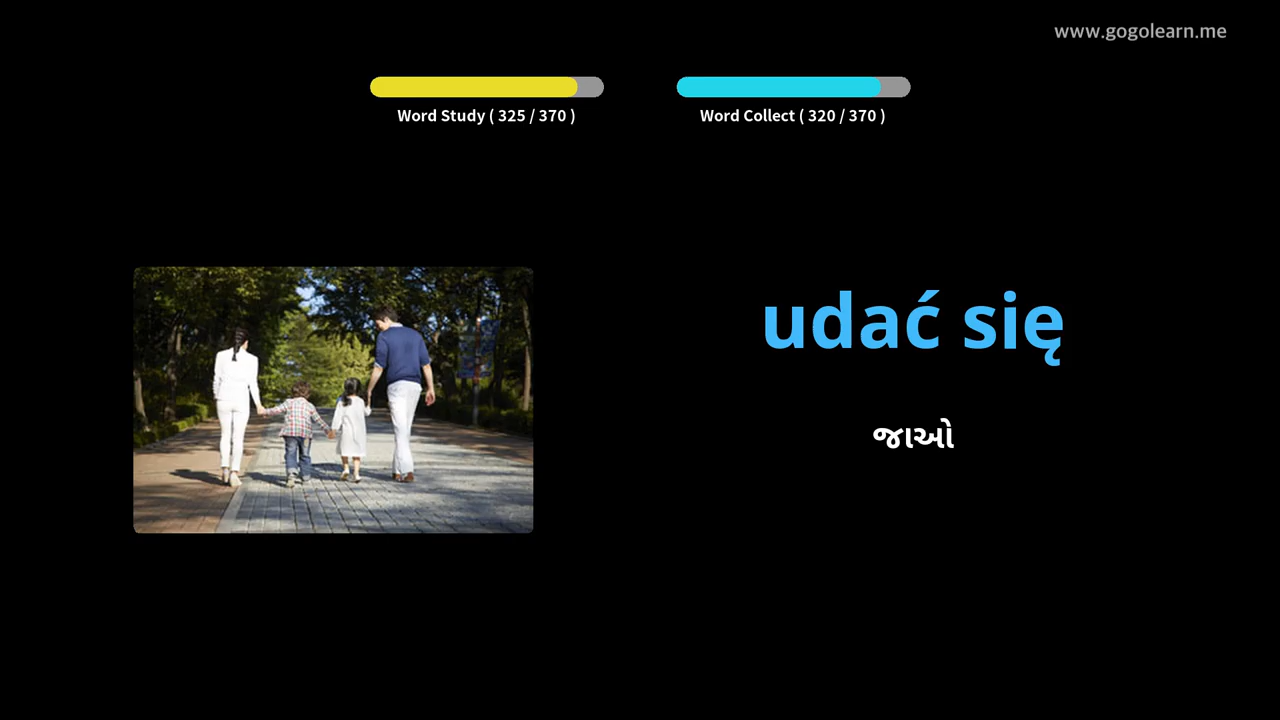 www.gogolearn.me
Word Study ( 325 / 370 )
Word Collect ( 320 / 370 )
udać się
જાઓ